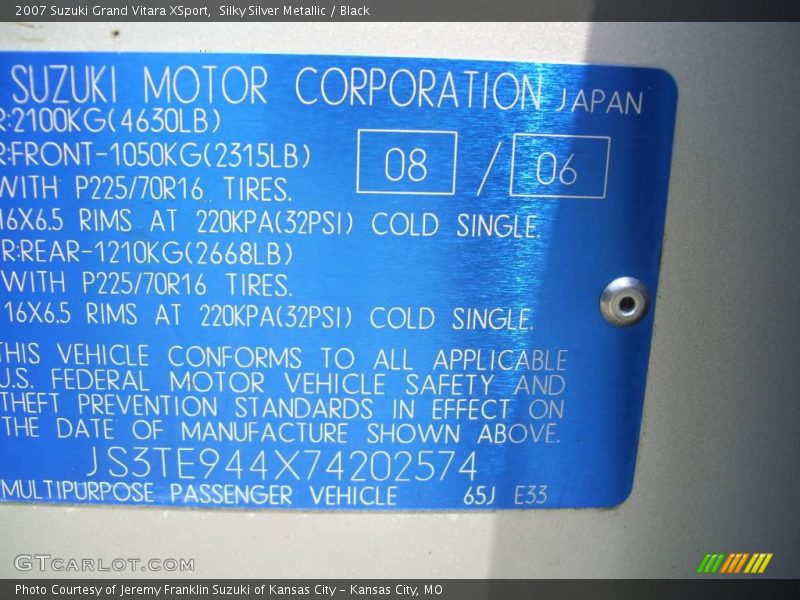 2007 Suzuki Grand Vitara XSport,  Silky Silver Metallic / Black
SUZUKI MOTOR CORPORATION JAPAN
R:2100KG(4630LB)
R:FRONT-1050KG(2315LB)
08 / 06
WITH P225/70R16 TIRES.
16X6.5 RIMS AT 220KPA(32PSI) COLD SINGLE.
R:REAR-1210KG(2668LB)
WITH P225/70R16 TIRES.
16X6.5 RIMS AT 220KPA(32PSI) COLD SINGLE.
THIS VEHICLE CONFORMS TO ALL APPLICABLE
U.S. FEDERAL MOTOR VEHICLE SAFETY AND
THEFT PREVENTION STANDARDS IN EFFECT ON
THE DATE OF MANUFACTURE SHOWN ABOVE.
JS3TE944X74202574
MULTIPURPOSE PASSENGER VEHICLE 65J E33
GTCARLOT.COM
Photo Courtesy of Jeremy Franklin Suzuki of Kansas City – Kansas City, MO